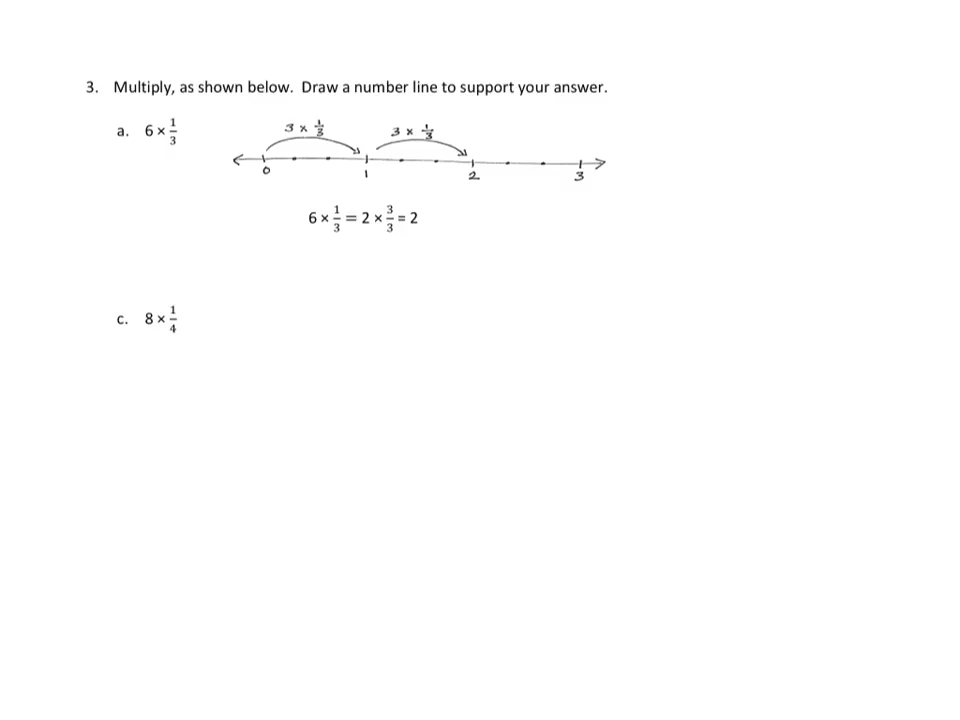 3. Multiply, as shown below. Draw a number line to support your answer.
a. 6 × 1/3
3 × 1/3 3 × 1/3
0 1 2 3
6 × 1/3 = 2 × 3/3 = 2
c. 8 × 1/4